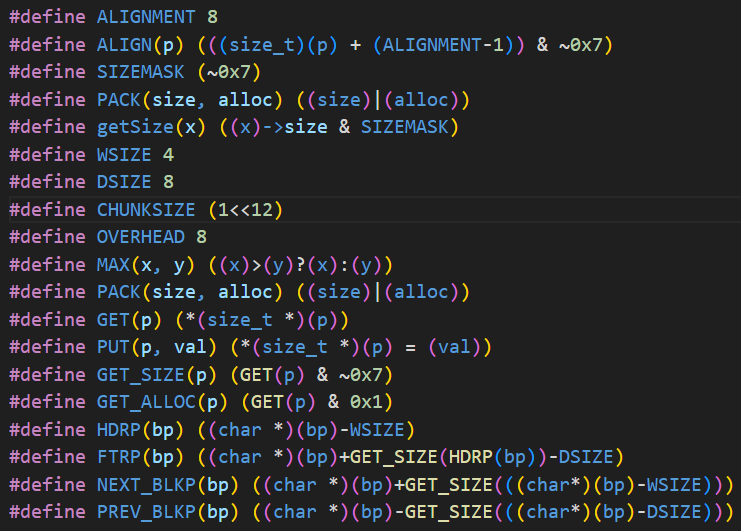 #define ALIGNMENT 8
#define ALIGN(p) (((size_t)(p) + (ALIGNMENT-1)) & ~0x7)
#define SIZEMASK (~0x7)
#define PACK(size, alloc) ((size)|(alloc))
#define getSize(x) ((x)->size & SIZEMASK)
#define WSIZE 4
#define DSIZE 8
#define CHUNKSIZE (1<<12)
#define OVERHEAD 8
#define MAX(x, y) ((x)>(y)?(x):(y))
#define PACK(size, alloc) ((size)|(alloc))
#define GET(p) (*(size_t *)(p))
#define PUT(p, val) (*(size_t *)(p) = (val))
#define GET_SIZE(p) (GET(p) & ~0x7)
#define GET_ALLOC(p) (GET(p) & 0x1)
#define HDRP(bp) ((char *)(bp)-WSIZE)
#define FTRP(bp) ((char *)(bp)+GET_SIZE(HDRP(bp))-DSIZE)
#define NEXT_BLKP(bp) ((char *)(bp)+GET_SIZE(((char*)(bp)-WSIZE)))
#define PREV_BLKP(bp) ((char *)(bp)-GET_SIZE(((char*)(bp)-DSIZE)))